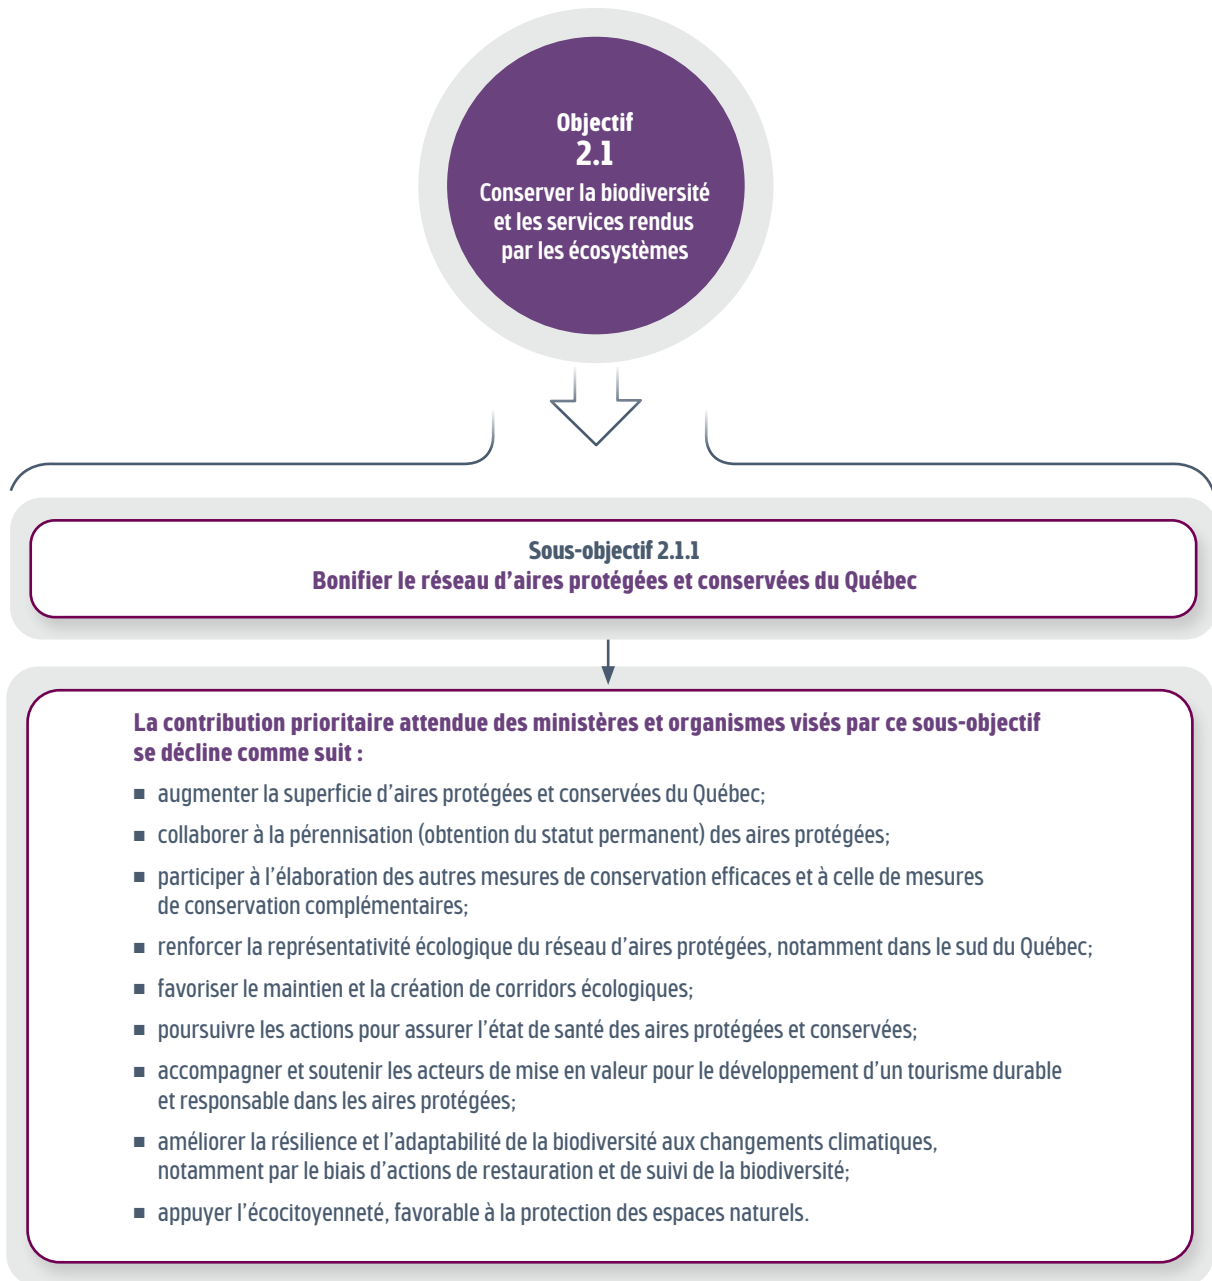 Objectif
2.1
Conserver la biodiversité
et les services rendus
par les écosystèmes
Sous-objectif 2.1.1
Bonifier le réseau d’aires protégées et conservées du Québec
La contribution prioritaire attendue des ministères et organismes visés par ce sous-objectif
se décline comme suit :
■ augmenter la superficie d’aires protégées et conservées du Québec;
■ collaborer à la pérennisation (obtention du statut permanent) des aires protégées;
■ participer à l’élaboration des autres mesures de conservation efficaces et à celle de mesures
de conservation complémentaires;
■ renforcer la représentativité écologique du réseau d’aires protégées, notamment dans le sud du Québec;
■ favoriser le maintien et la création de corridors écologiques;
■ poursuivre les actions pour assurer l’état de santé des aires protégées et conservées;
■ accompagner et soutenir les acteurs de mise en valeur pour le développement d’un tourisme durable
et responsable dans les aires protégées;
■ améliorer la résilience et l’adaptabilité de la biodiversité aux changements climatiques,
notamment par le biais d’actions de restauration et de suivi de la biodiversité;
■ appuyer l’écocitoyenneté, favorable à la protection des espaces naturels.